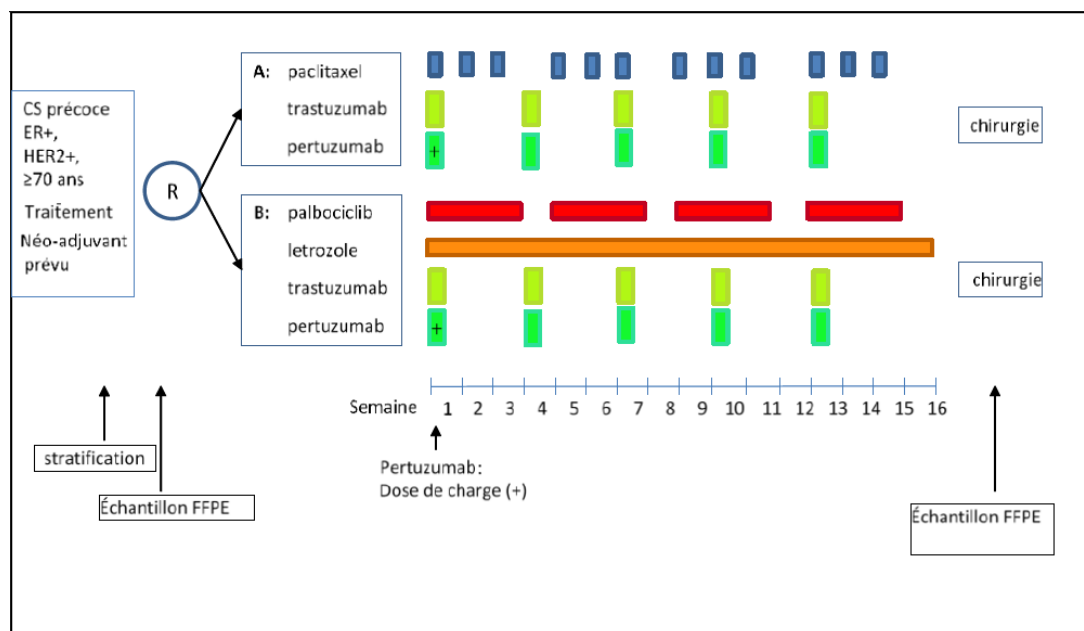 CS précoce
ER+,
HER2+,
≥70 ans
Traitement
Néo-adjuvant
prévu
R
A: paclitaxel
trastuzumab
pertuzumab
+
chirurgie
B: palbociclib
letrozole
trastuzumab
pertuzumab
+
chirurgie
Semaine 1 2 3 4 5 6 7 8 9 10 11 12 13 14 15 16
stratification
Échantillon FFPE
Pertuzumab:
Dose de charge (+)
Échantillon FFPE